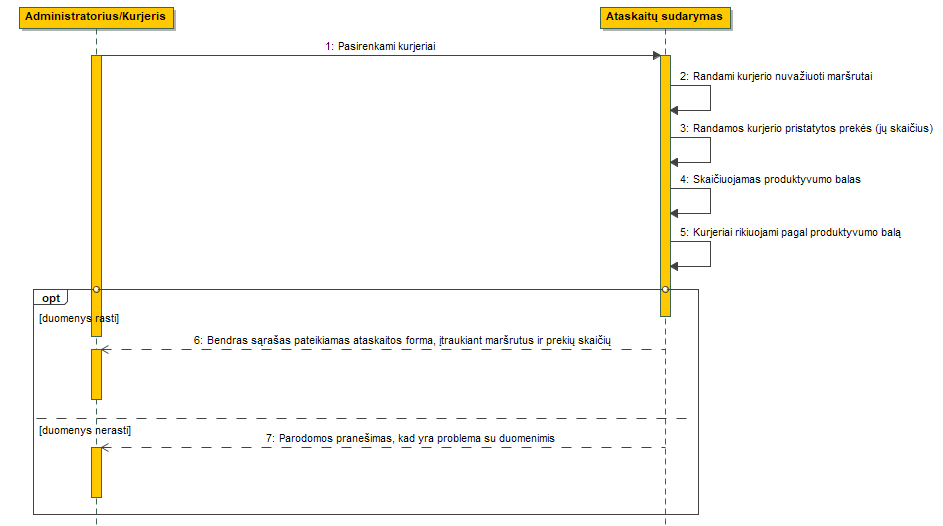 Administratorius/Kurjeris
Ataskaitų sudarymas
1: Pasirenkami kurjeriai
2: Randami kurjerio nuvažiuoti maršrutai
3: Randamos kurjerio pristatytos prekės (jų skaičius)
4: Skaičiuojamas produktyvumo balas
5: Kurjeriai rikiuojami pagal produktyvumo balą
opt
[duomenys rasti]
6: Bendras sąrašas pateikiamas ataskaitos forma, įtraukiant maršrutus ir prekių skaičių
[duomenys nerasti]
7: Parodomos pranešimas, kad yra problema su duomenimis